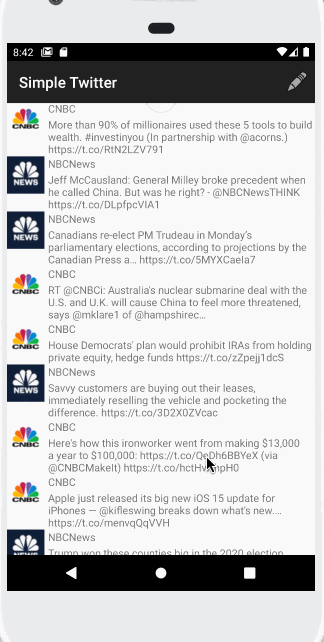 8:42
Simple Twitter
CNBC
More than 90% of millionaires used these 5 tools to build
wealth. #investinyou (In partnership with @acorns.)
https://t.co/RtN2LZV791
NBCNews
Jeff McCausland: General Milley broke precedent when
he called China. But was he right? - @NBCNewsTHINK
https://t.co/DLpfpcVIA1
NBCNews
Canadians re-elect PM Trudeau in Monday's
parliamentary elections, according to projections by the
Canadian Press a... https://t.co/5MYXCaeIa7
CNBC
RT @CNBCi: Australia's nuclear submarine deal with the
U.S. and U.K. will cause China to feel more threatened,
says @mklare1 of @hampshirec...
CNBC
House Democrats' plan would prohibit IRAs from holding
private equity, hedge funds https://t.co/zZpejj1dcS
NBCNews
Savvy customers are buying out their leases,
immediately reselling the vehicle and pocketing the
difference. https://t.co/3D2X0ZVcac
CNBC
Here's how this ironworker went from making $13,000
a year to $100,000: https://t.co/QeDh6BBYeX (via
@CNBCMakeIt)
CNBC
Apple just released its big new iOS 15 update for
iPhones — @kifleswing breaks down what's new....
https://t.co/menvqQqVVH
NBCNews
Trump won these counties big in the 2020 election